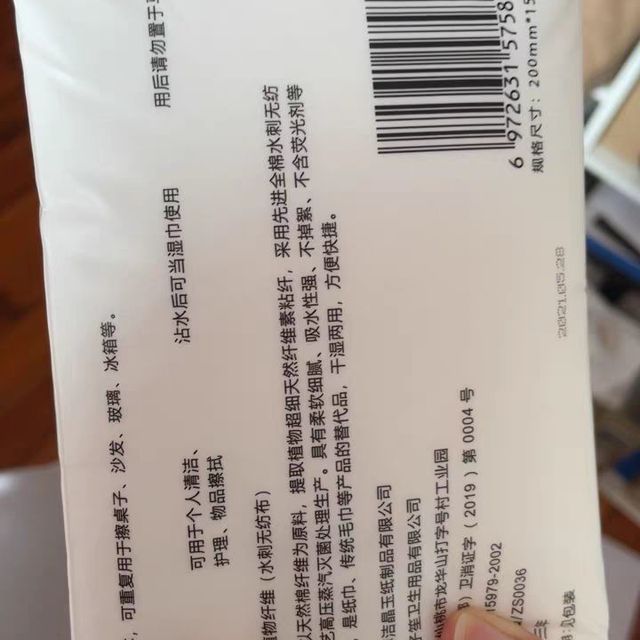 可重复用于擦桌子、沙发、玻璃、冰箱等。
可用于个人清洁、
护理、物品擦拭
沾水后可当湿巾使用
用后请勿置于
植物纤维（水刺无纺布）
以天然棉纤维为原料，提取植物超细天然纤维素粘纤，采用先进全棉水刺无纺
艺高压蒸汽灭菌处理生产。具有柔软细腻、吸水性强、不掉絮、不含荧光剂等
，是纸巾、传统毛巾等产品的替代品，干湿两用，方便快捷。
洁晶玉纸制品有限公司
笙卫生用品有限公司
桃市龙华山打字号村工业园
）卫消证字（2019）第0004号
15979-2002
/ZS0036
包装
6 972631 5758
规格尺寸：200mm*15
2021.05.28